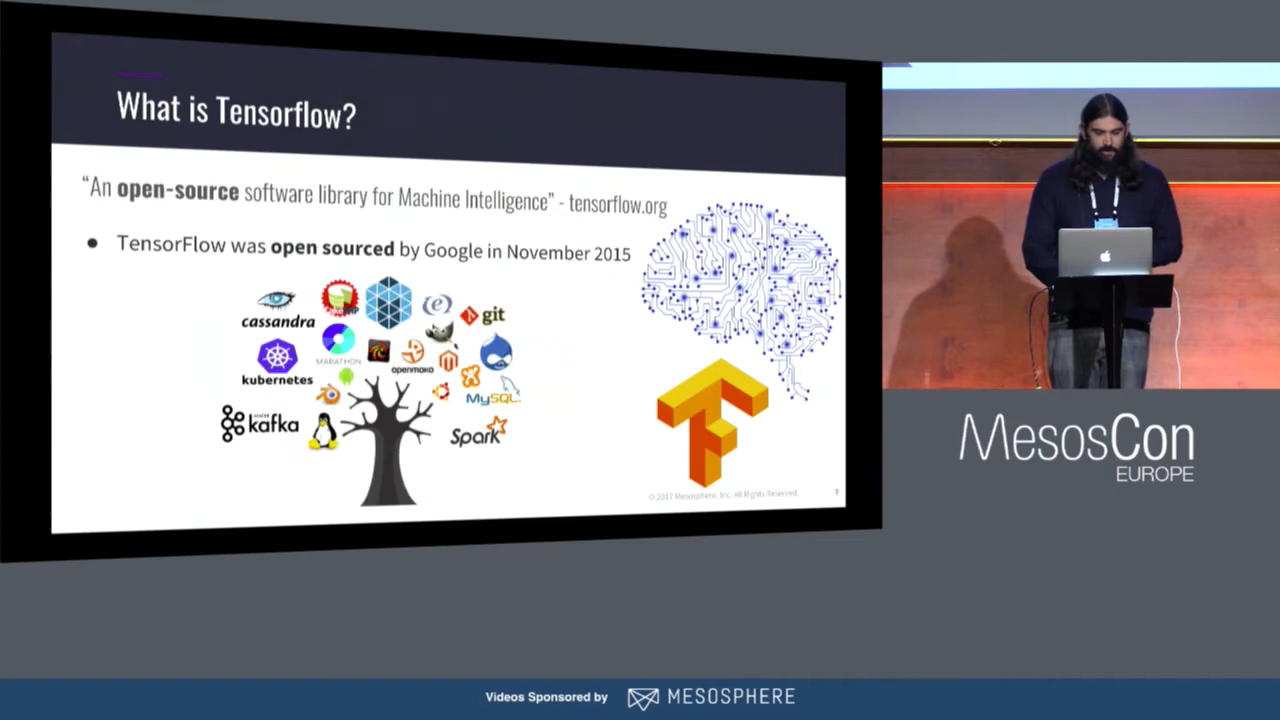 What is Tensorflow?
“An open-source software library for Machine Intelligence” - tensorflow.org
● TensorFlow was open sourced by Google in November 2015
cassandra
git
MARATHON
openmoko
kubernetes
MySQL
kafka
Spark
© 2017 Mesosphere, Inc. All Rights Reserved.
MesosCon
EUROPE
Videos Sponsored by
MESOSPHERE